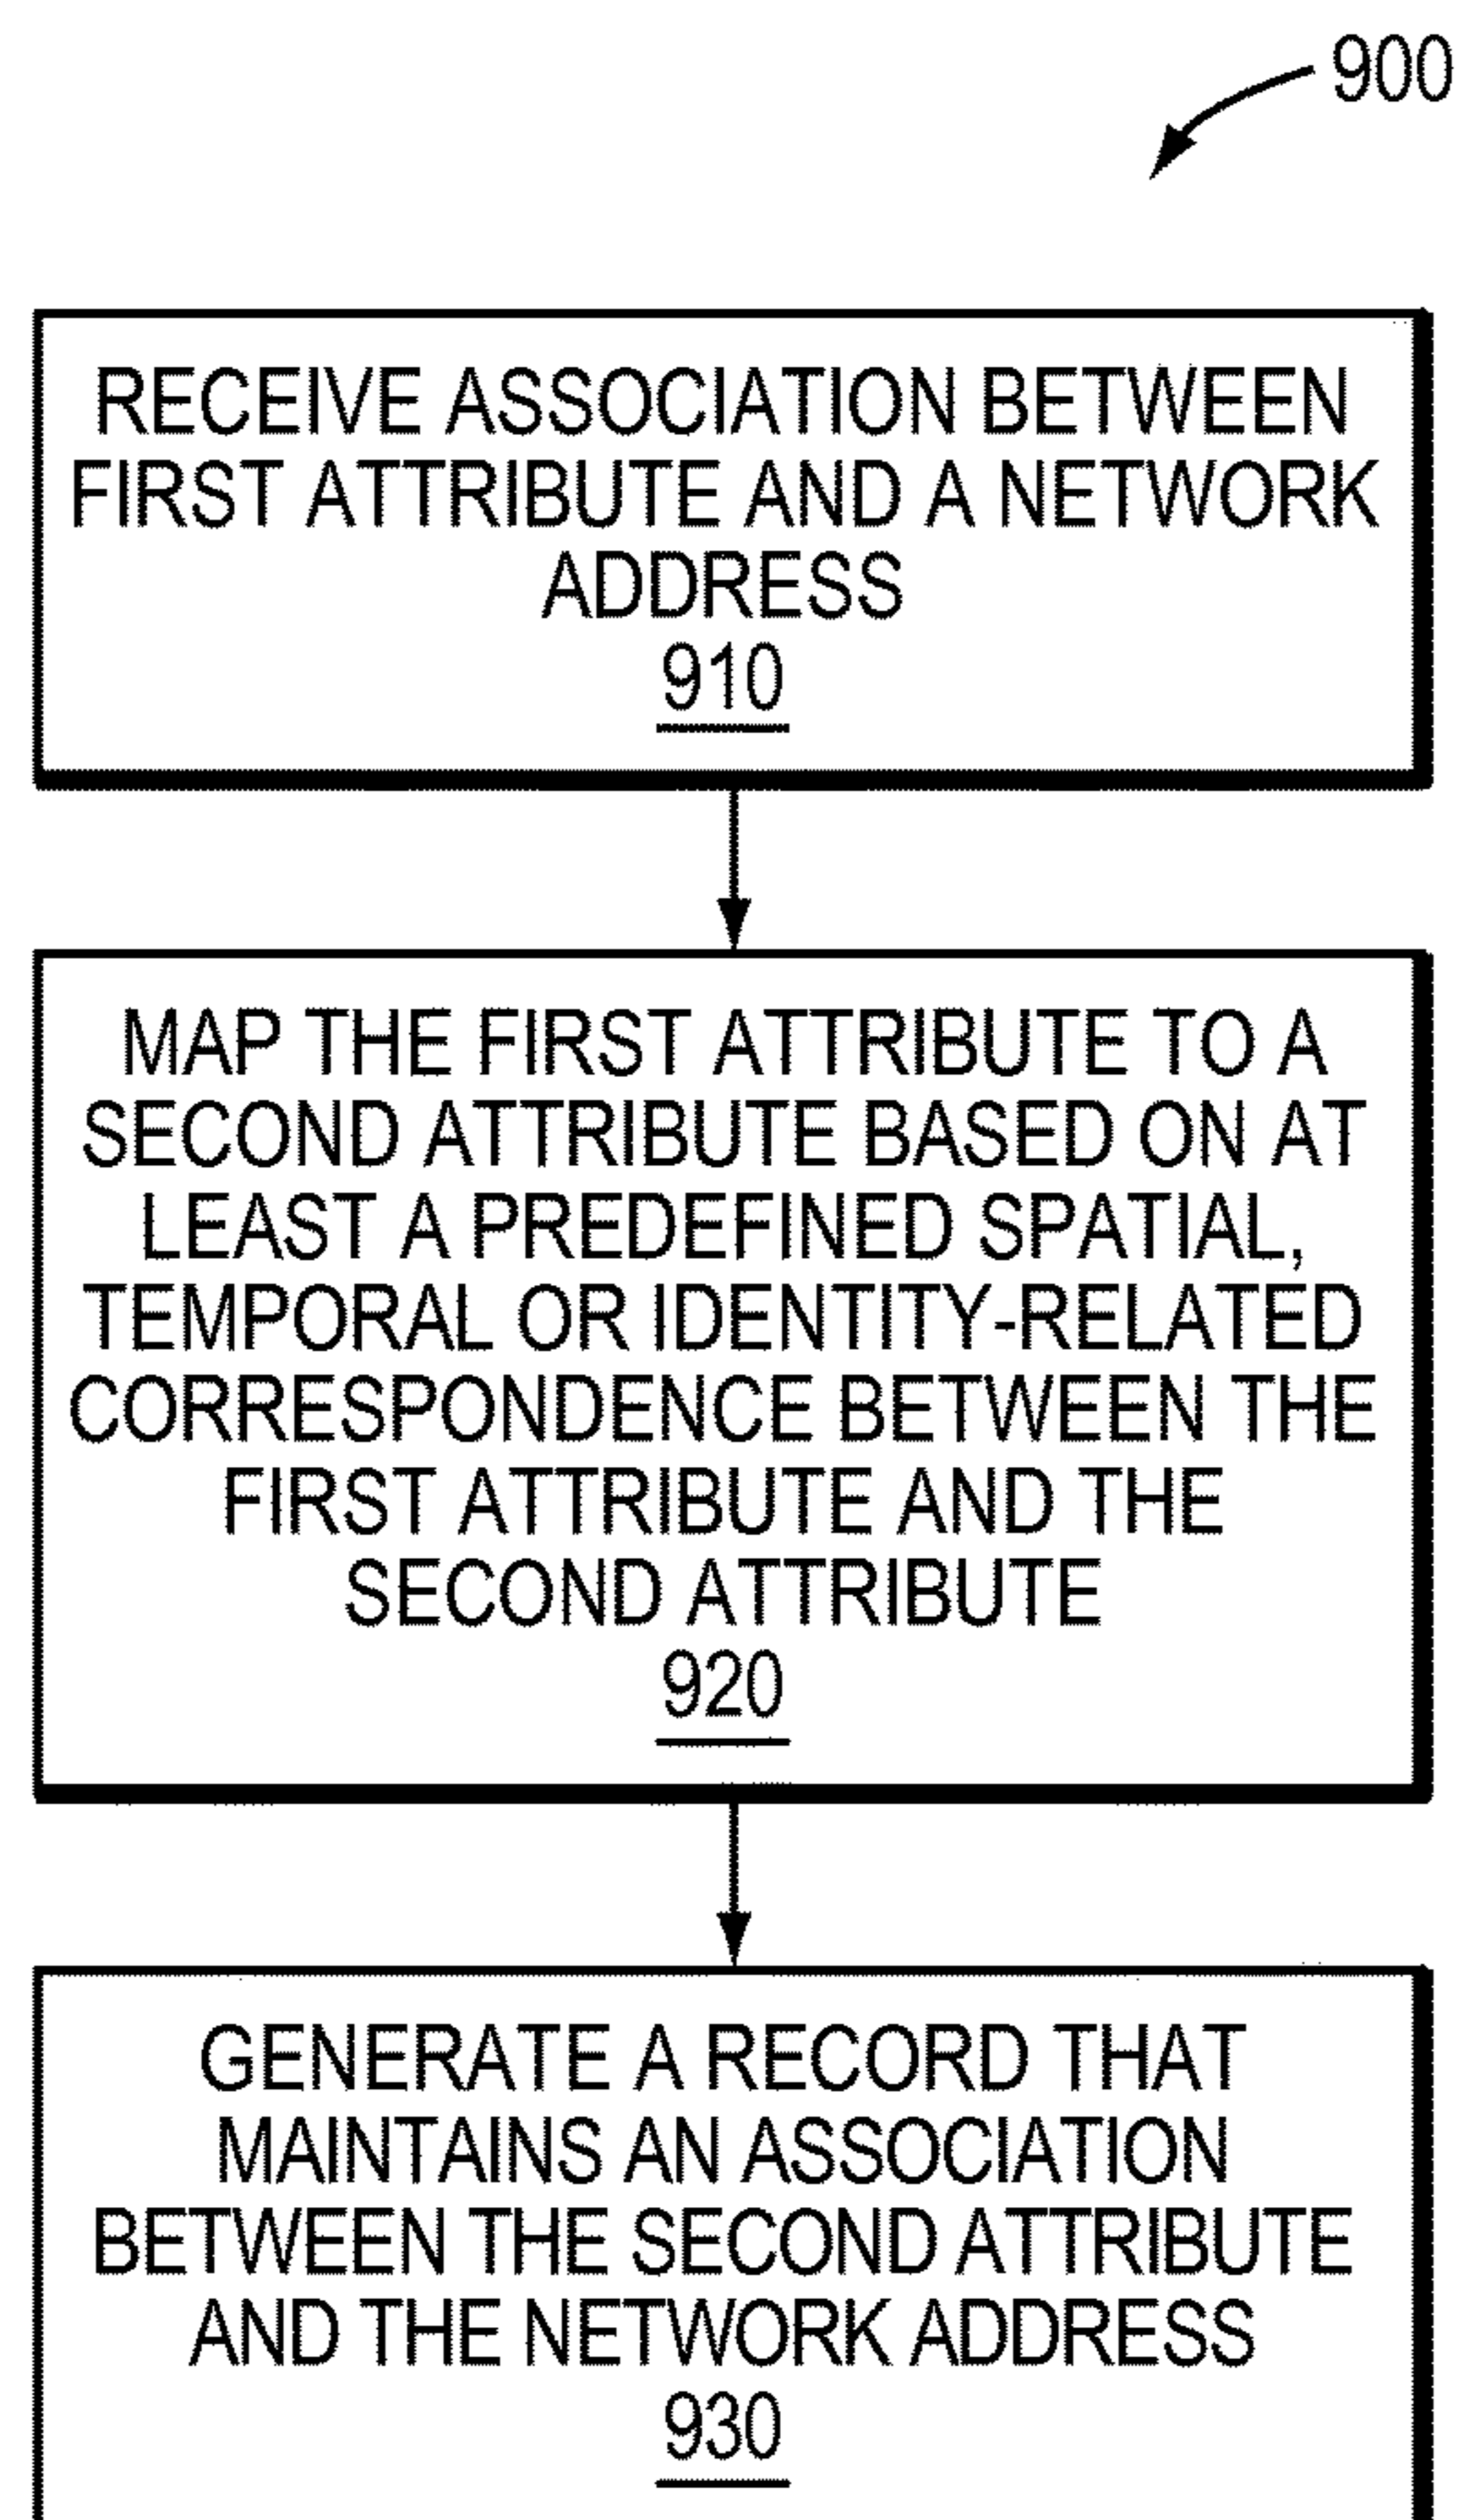 900
RECEIVE ASSOCIATION BETWEEN
FIRST ATTRIBUTE AND A NETWORK
ADDRESS
910
MAP THE FIRST ATTRIBUTE TO A
SECOND ATTRIBUTE BASED ON AT
LEAST A PREDEFINED SPATIAL,
TEMPORAL OR IDENTITY-RELATED
CORRESPONDENCE BETWEEN THE
FIRST ATTRIBUTE AND THE
SECOND ATTRIBUTE
920
GENERATE A RECORD THAT
MAINTAINS AN ASSOCIATION
BETWEEN THE SECOND ATTRIBUTE
AND THE NETWORK ADDRESS
930